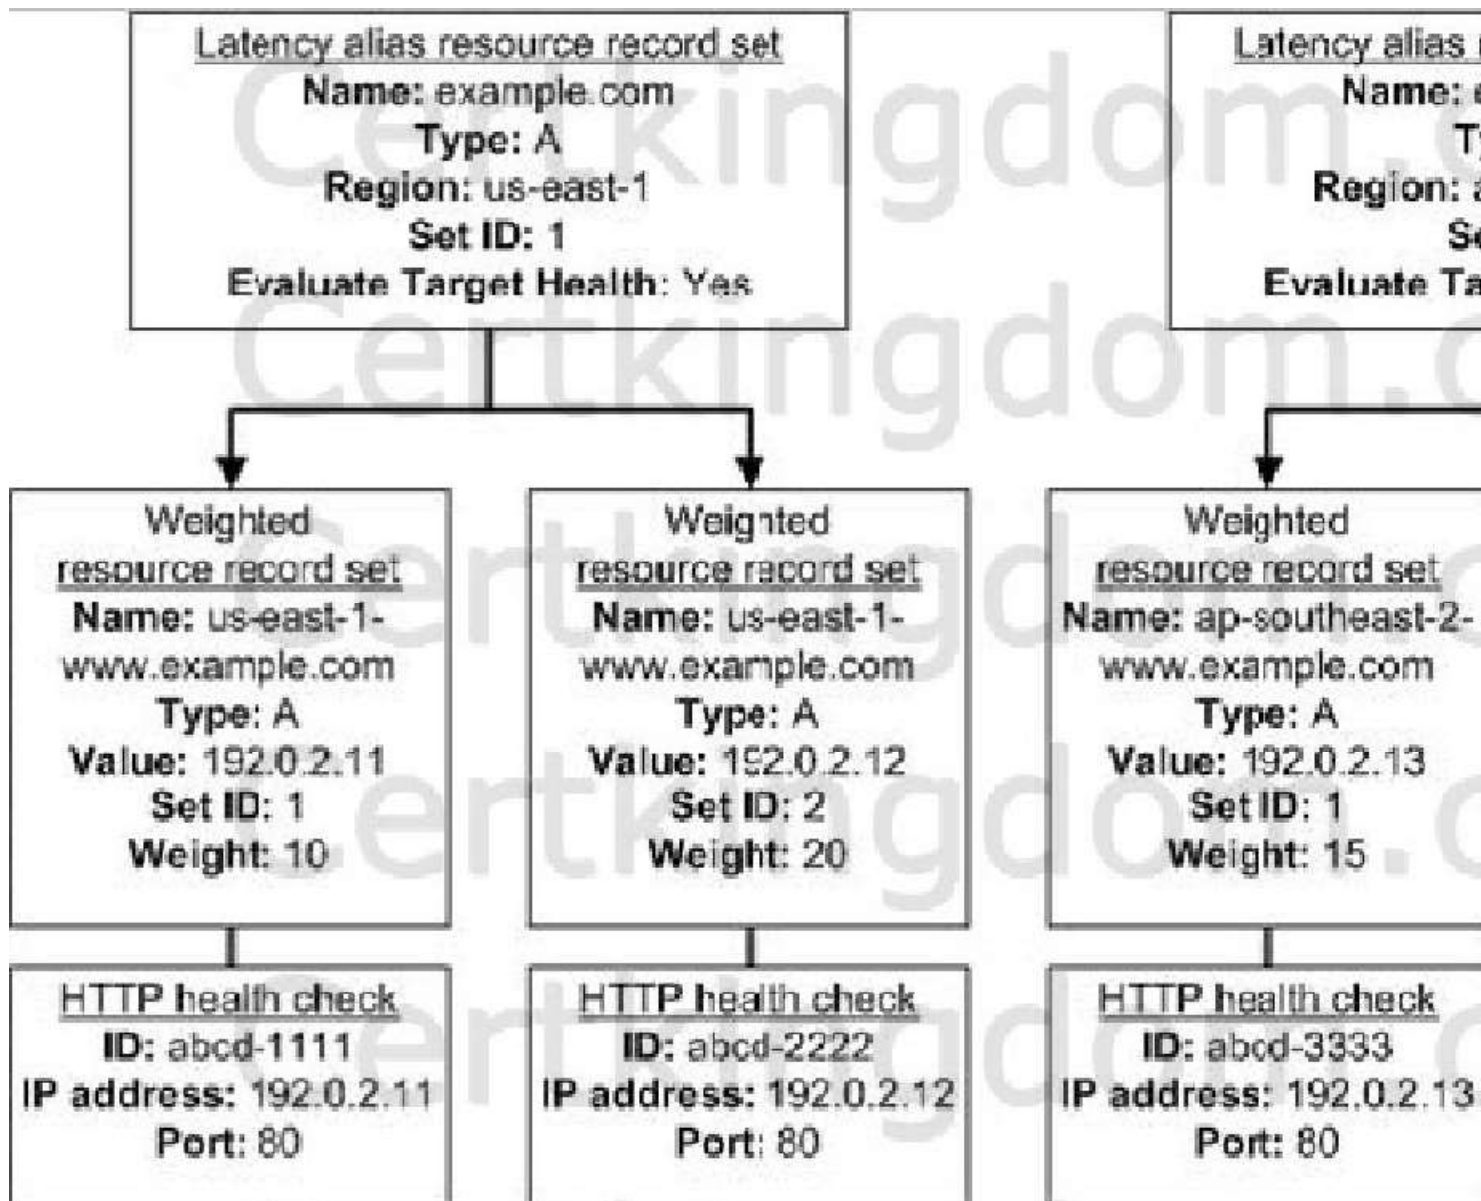 Latency alias resource record set
Name: example.com
Type: A
Region: us-east-1
Set ID: 1
Evaluate Target Health: Yes
Latency alias
Name:
Region:
Evaluate
Weighted
resource record set
Name: us-east-1-
www.example.com
Type: A
Value: 192.0.2.11
Set ID: 1
Weight: 10
Weighted
resource record set
Name: us-east-1-
www.example.com
Type: A
Value: 192.0.2.12
Set ID: 2
Weight: 20
Weighted
resource record set
Name: ap-southeast-2-
www.example.com
Type: A
Value: 192.0.2.13
Set ID: 1
Weight: 15
HTTP health check
ID: abcd-1111
IP address: 192.0.2.11
Port: 80
HTTP health check
ID: abcd-2222
IP address: 192.0.2.12
Port: 80
HTTP health check
ID: abcd-3333
IP address: 192.0.2.13
Port: 80
Certkingdom.c
Certkingdom.c
Certkingdom.c
Certkingdom.c
Certkingdom.c